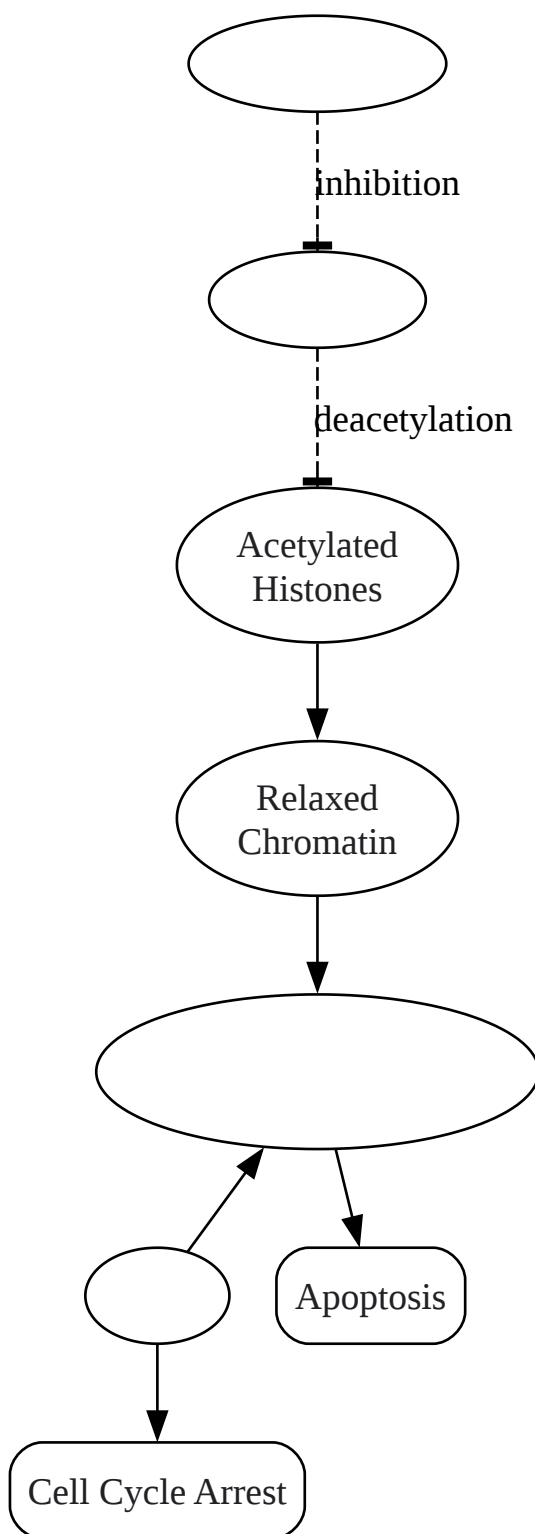 inhibition
deacetylation
Acetylated
Histones
Relaxed
Chromatin
Apoptosis
Cell Cycle Arrest